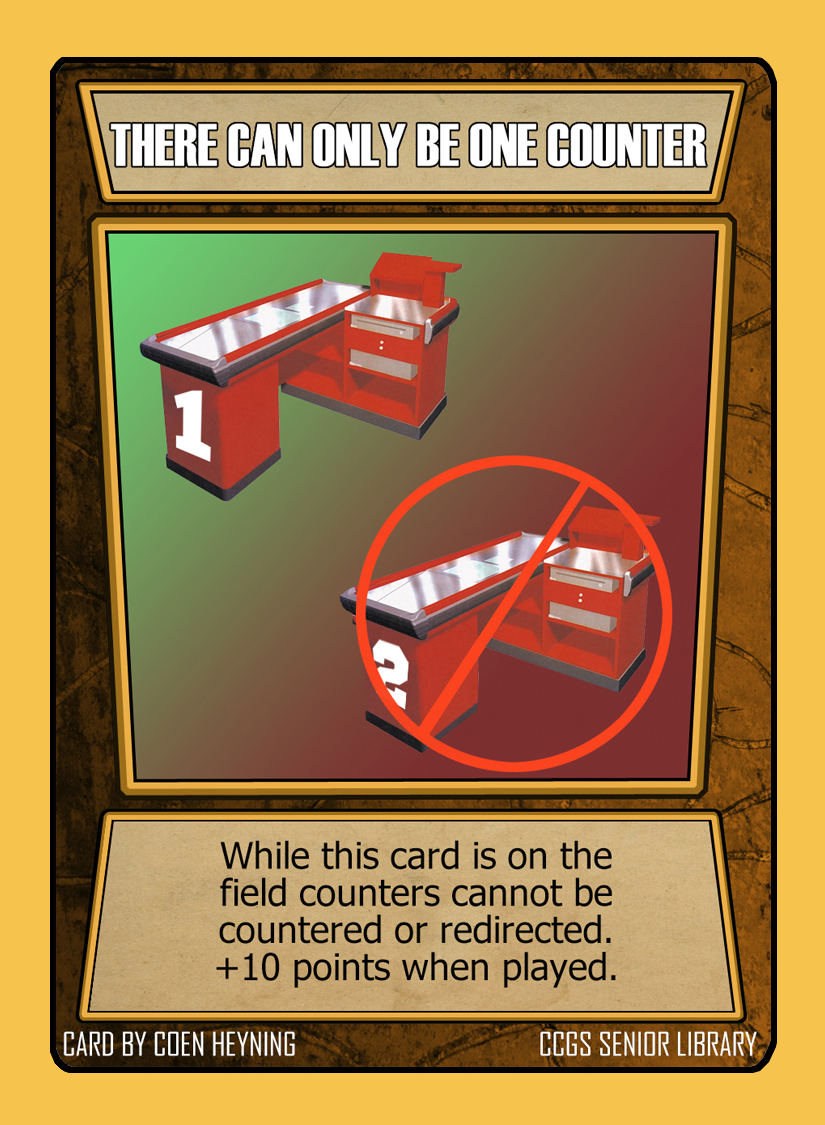 THERE CAN ONLY BE ONE COUNTER
1
2
While this card is on the
field counters cannot be
countered or redirected.
+10 points when played.
CARD BY COEN HEYNING
CCGS SENIOR LIBRARY